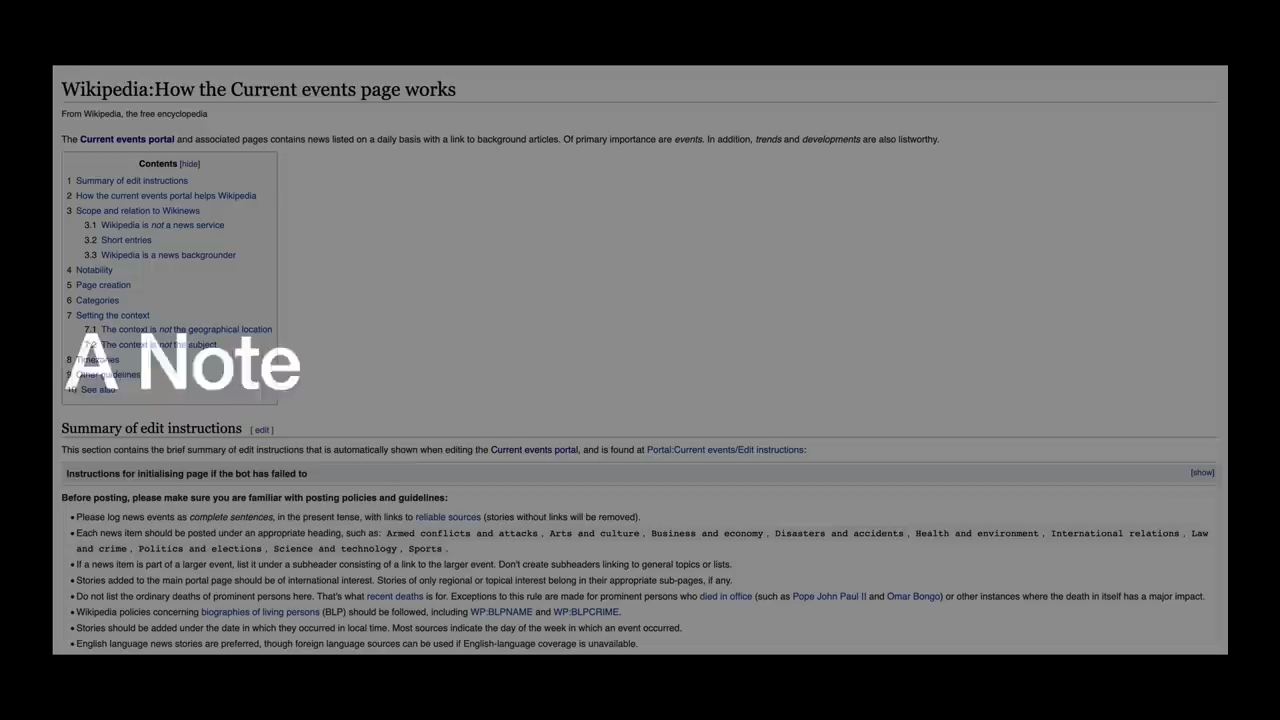 Wikipedia:How the Current events page works
From Wikipedia, the free encyclopedia
The Current events portal and associated pages contains news listed on a daily basis with a link to background articles. Of primary importance are events. In addition, trends and developments are also listworthy.
Contents [hide]
1 Summary of edit instructions
2 How the current events portal helps Wikipedia
3 Scope and relation to Wikinews
3.1 Wikipedia is not a news service
3.2 Short entries
3.3 Wikipedia is a news backgrounder
4 Notability
5 Page creation
6 Categories
7 Setting the context
7.1 The context is not the geographical location
7.2 The context is not the subject
8 Timezones
9 Other guidelines
10 See also
A Note
Summary of edit instructions [ edit ]
This section contains the brief summary of edit instructions that is automatically shown when editing the Current events portal, and is found at Portal:Current events/Edit instructions:
Instructions for initialising page if the bot has failed to [show]
Before posting, please make sure you are familiar with posting policies and guidelines:
• Please log news events as complete sentences, in the present tense, with links to reliable sources (stories without links will be removed).
• Each news item should be posted under an appropriate heading, such as: Armed conflicts and attacks , Arts and culture , Business and economy , Disasters and accidents , Health and environment , International relations , Law
and crime , Politics and elections , Science and technology , Sports .
• If a news item is part of a larger event, list it under a subheader consisting of a link to the larger event. Don't create subheaders linking to general topics or lists.
• Stories added to the main portal page should be of international interest. Stories of only regional or topical interest belong in their appropriate sub-pages, if any.
• Do not list the ordinary deaths of prominent persons here. That's what recent deaths is for. Exceptions to this rule are made for prominent persons who died in office (such as Pope John Paul II and Omar Bongo) or other instances where the death in itself has a major impact.
• Wikipedia policies concerning biographies of living persons (BLP) should be followed, including WP:BLPNAME and WP:BLPCRIME.
• Stories should be added under the date in which they occurred in local time. Most sources indicate the day of the week in which an event occurred.
• English language news stories are preferred, though foreign language sources can be used if English-language coverage is unavailable.